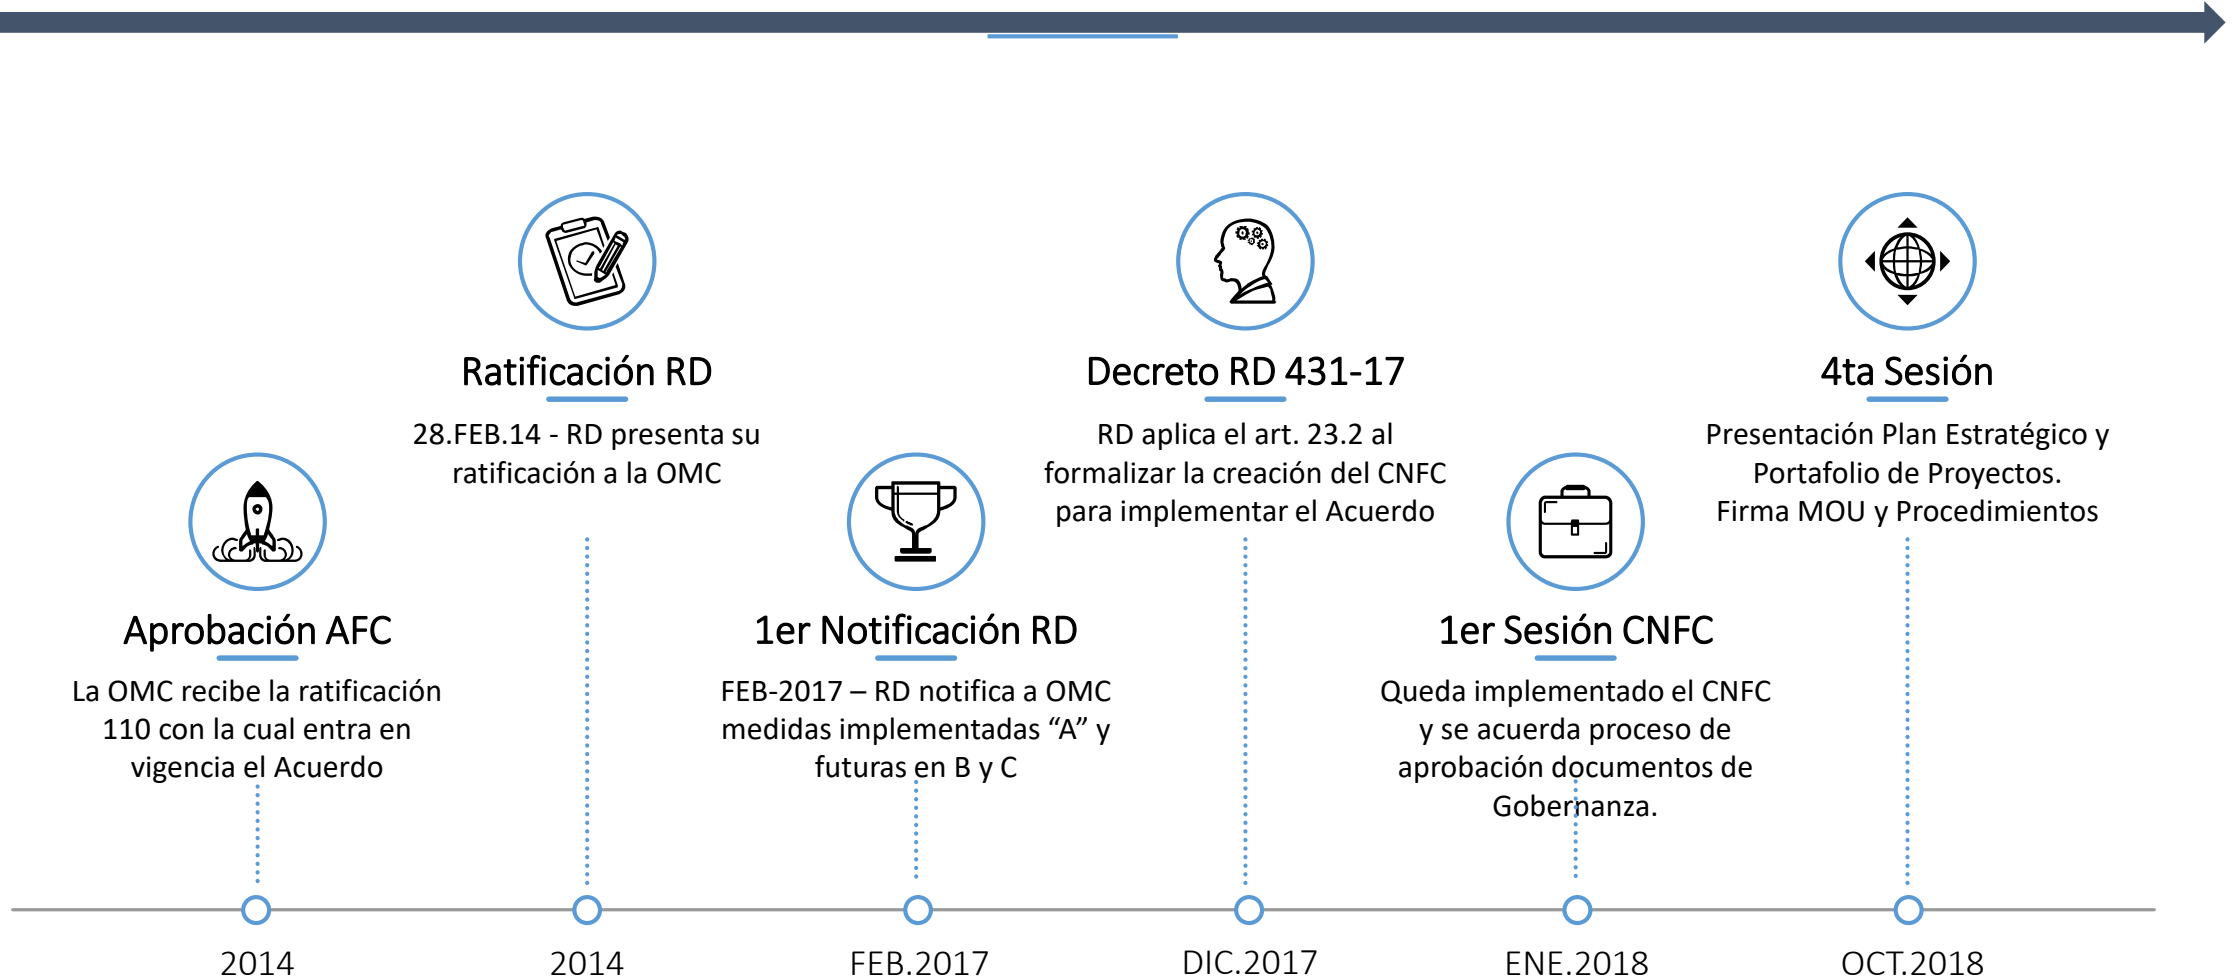 Aprobación AFC
La OMC recibe la ratificación
110 con la cual entra en
vigencia el Acuerdo
2014
Ratificación RD
28.FEB.14 - RD presenta su
ratificación a la OMC
2014
1er Notificación RD
FEB-2017 – RD notifica a OMC
medidas implementadas “A” y
futuras en B y C
FEB.2017
Decreto RD 431-17
RD aplica el art. 23.2 al
formalizar la creación del CNFC
para implementar el Acuerdo
DIC.2017
1er Sesión CNFC
Queda implementado el CNFC
y se acuerda proceso de
aprobación documentos de
Gobernanza.
ENE.2018
4ta Sesión
Presentación Plan Estratégico y
Portafolio de Proyectos.
Firma MOU y Procedimientos
OCT.2018